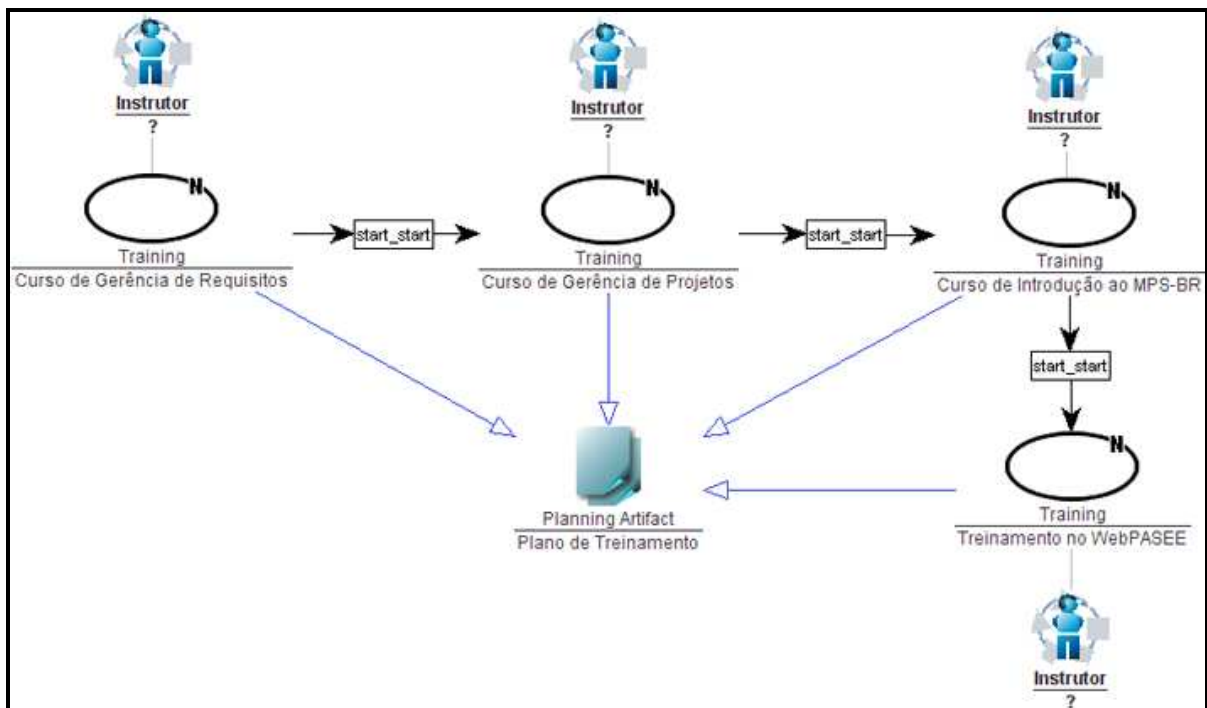 Instrutor
?
N
Training
Curso de Gerência de Requisitos
start_start
Instrutor
?
N
Training
Curso de Gerência de Projetos
start_start
Instrutor
?
N
Training
Curso de Introdução ao MPS-BR
start_start
N
Training
Treinamento no WebPASEE
Instrutor
?
Planning Artifact
Plano de Treinamento